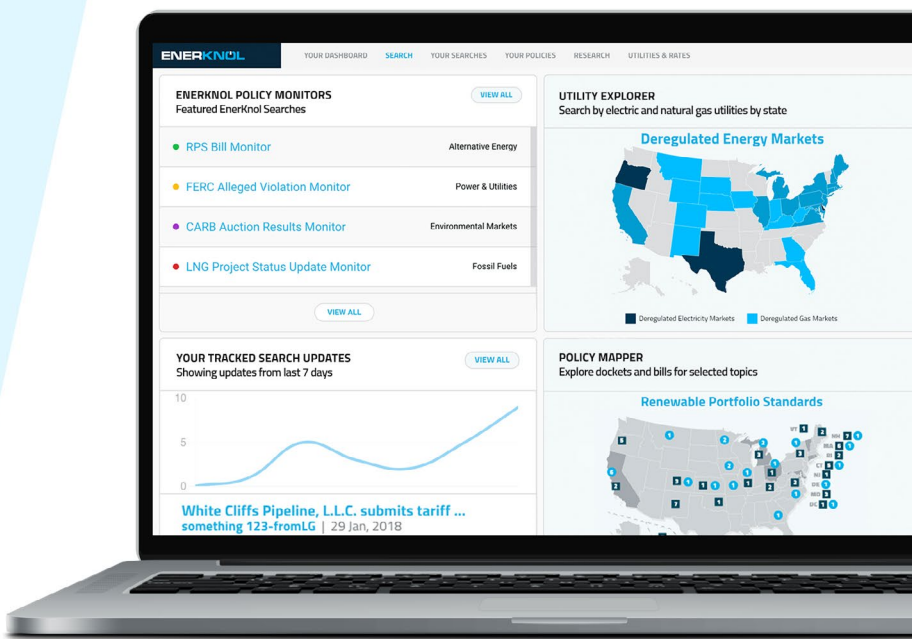 ENERKNOL
YOUR DASHBOARD SEARCH YOUR SEARCHES YOUR POLICIES RESEARCH UTILITIES & RATES
ENERKNOL POLICY MONITORS
Featured EnerKnol Searches
VIEW ALL
RPS Bill Monitor Alternative Energy
FERC Alleged Violation Monitor Power & Utilities
CARB Auction Results Monitor Environmental Markets
LNG Project Status Update Monitor Fossil Fuels
VIEW ALL
UTILITY EXPLORER
Search by electric and natural gas utilities by state
Deregulated Energy Markets
Deregulated Electricity Markets Deregulated Gas Markets
YOUR TRACKED SEARCH UPDATES
Showing updates from last 7 days
VIEW ALL
10
5
0
White Cliffs Pipeline, L.L.C. submits tariff ...
something 123-fromLG | 29 Jan, 2018
POLICY MAPPER
Explore dockets and bills for selected topics
Renewable Portfolio Standards